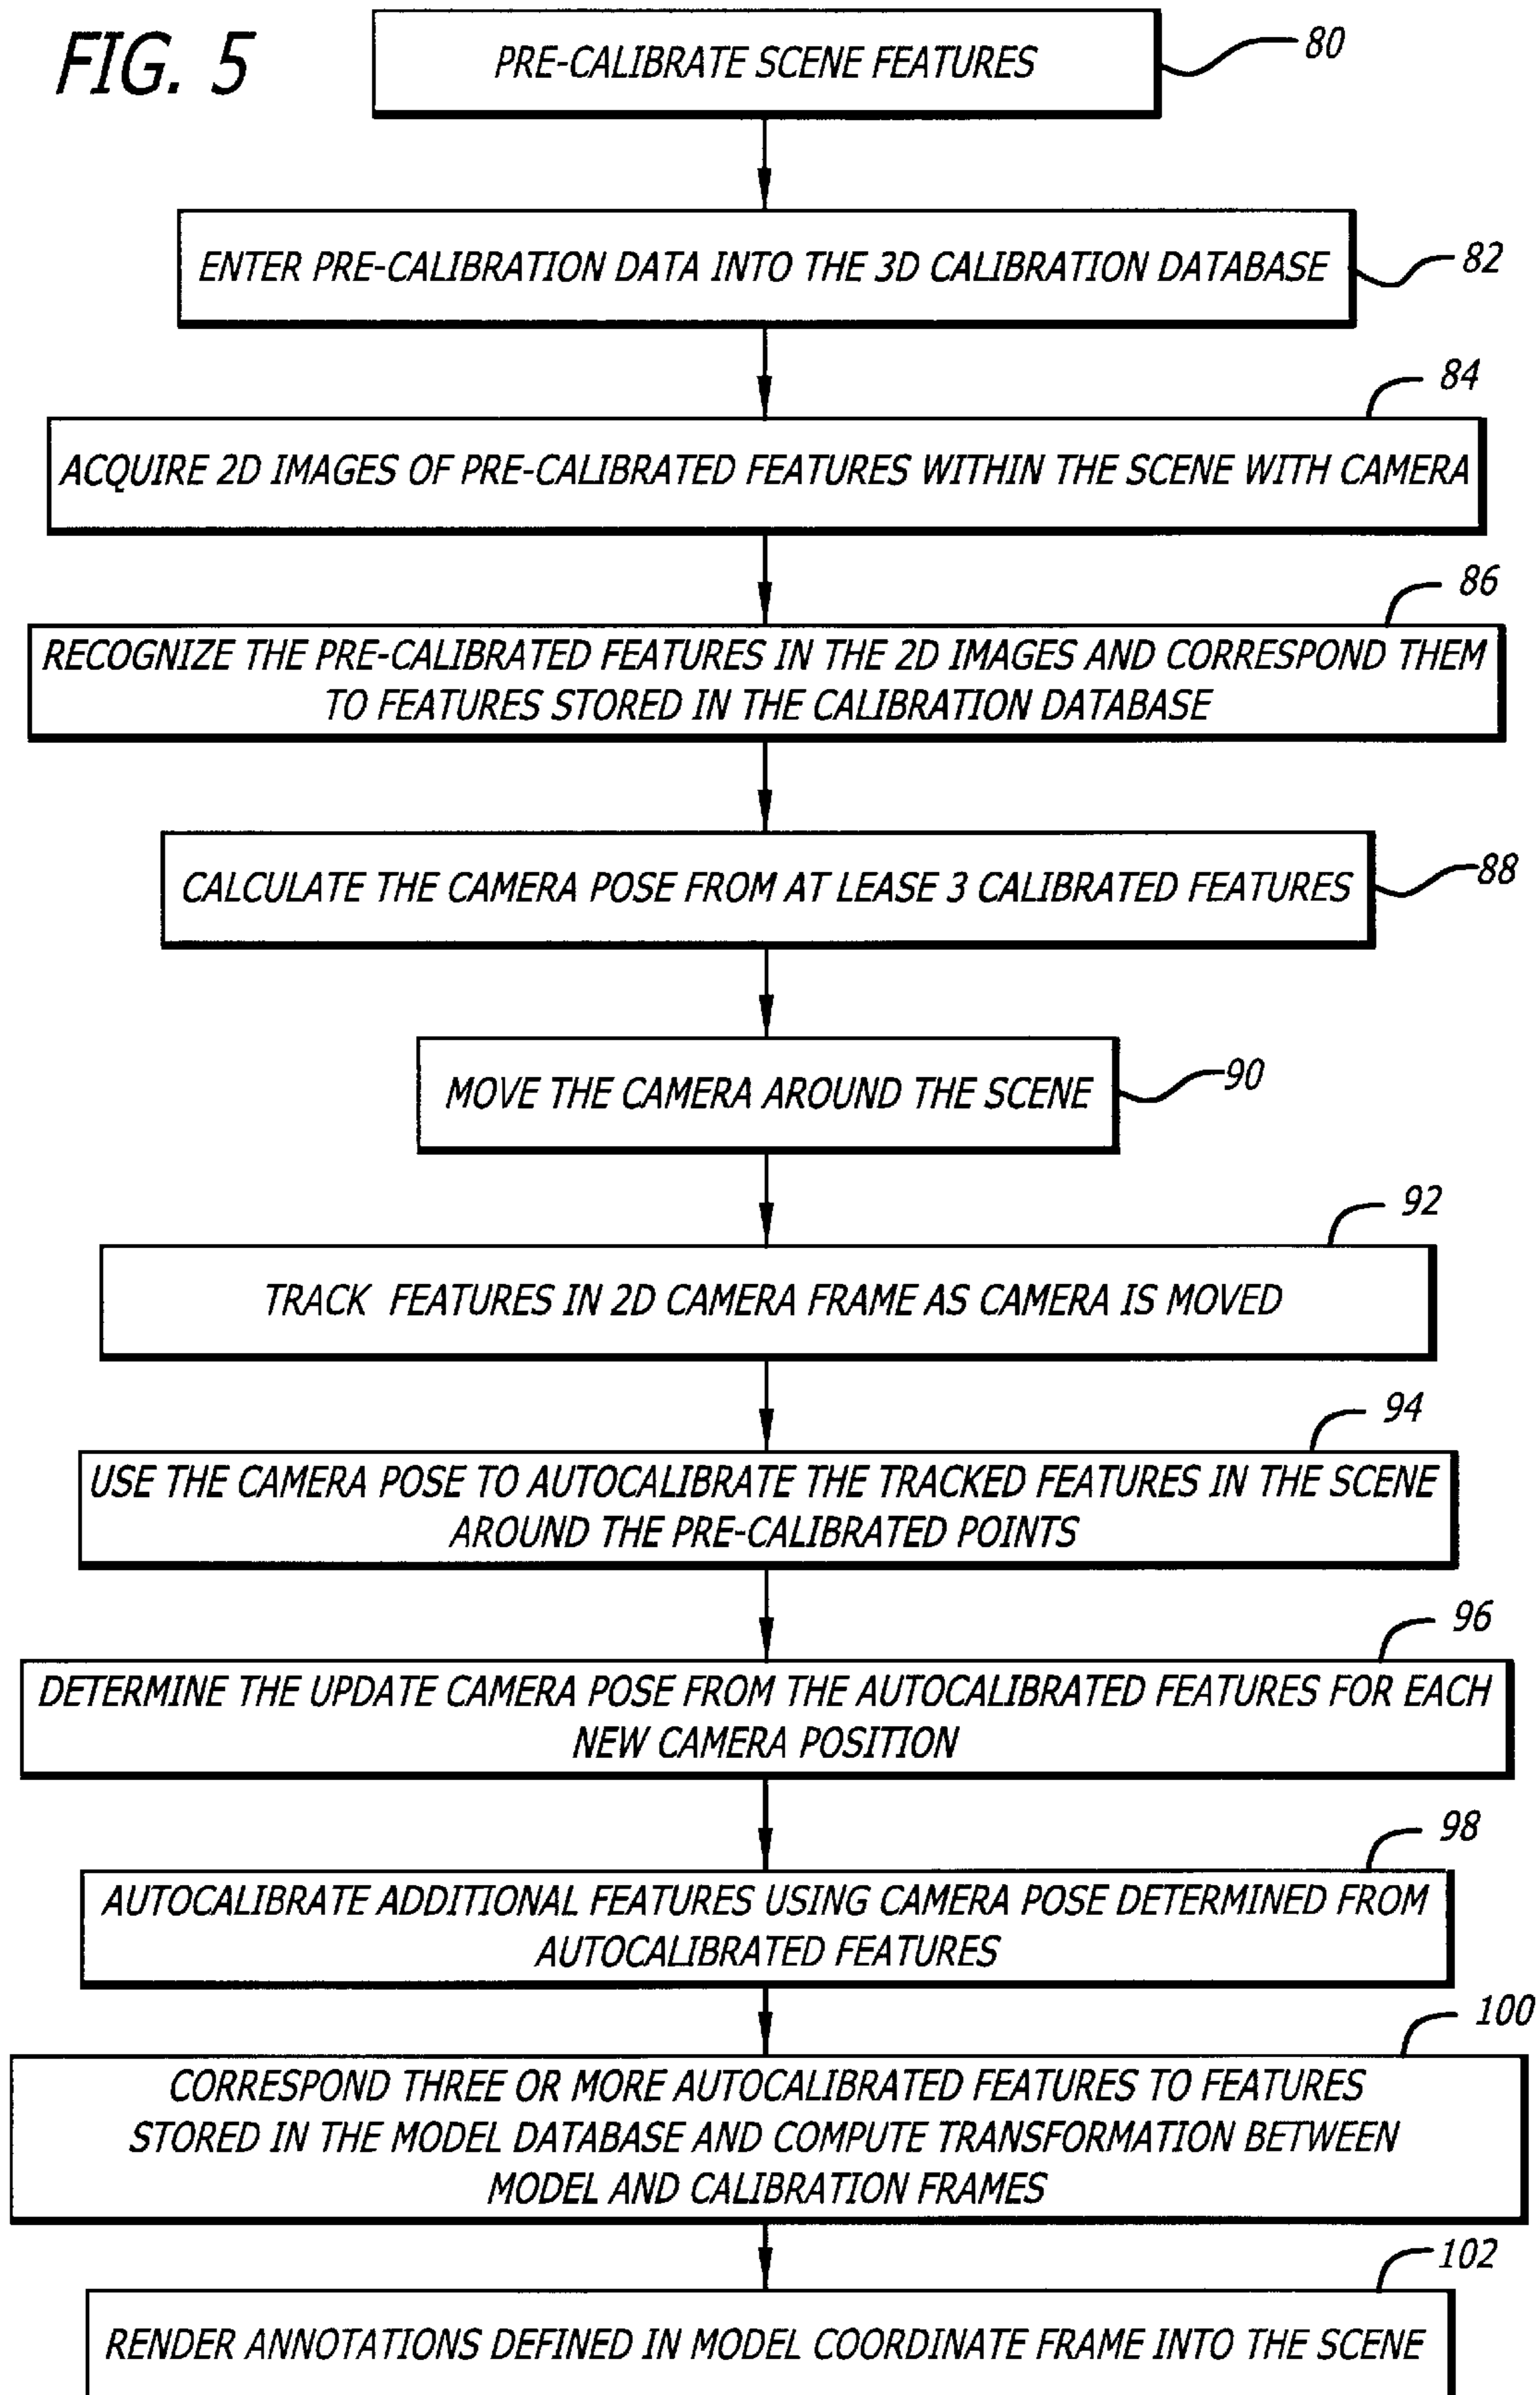 FIG. 5
PRE-CALIBRATE SCENE FEATURES
80
ENTER PRE-CALIBRATION DATA INTO THE 3D CALIBRATION DATABASE
82
84
ACQUIRE 2D IMAGES OF PRE-CALIBRATED FEATURES WITHIN THE SCENE WITH CAMERA
86
RECOGNIZE THE PRE-CALIBRATED FEATURES IN THE 2D IMAGES AND CORRESPOND THEM
TO FEATURES STORED IN THE CALIBRATION DATABASE
CALCULATE THE CAMERA POSE FROM AT LEASE 3 CALIBRATED FEATURES
88
MOVE THE CAMERA AROUND THE SCENE
90
92
TRACK FEATURES IN 2D CAMERA FRAME AS CAMERA IS MOVED
94
USE THE CAMERA POSE TO AUTOCALIBRATE THE TRACKED FEATURES IN THE SCENE
AROUND THE PRE-CALIBRATED POINTS
96
DETERMINE THE UPDATE CAMERA POSE FROM THE AUTOCALIBRATED FEATURES FOR EACH
NEW CAMERA POSITION
98
AUTOCALIBRATE ADDITIONAL FEATURES USING CAMERA POSE DETERMINED FROM
AUTOCALIBRATED FEATURES
100
CORRESPOND THREE OR MORE AUTOCALIBRATED FEATURES TO FEATURES
STORED IN THE MODEL DATABASE AND COMPUTE TRANSFORMATION BETWEEN
MODEL AND CALIBRATION FRAMES
102
RENDER ANNOTATIONS DEFINED IN MODEL COORDINATE FRAME INTO THE SCENE